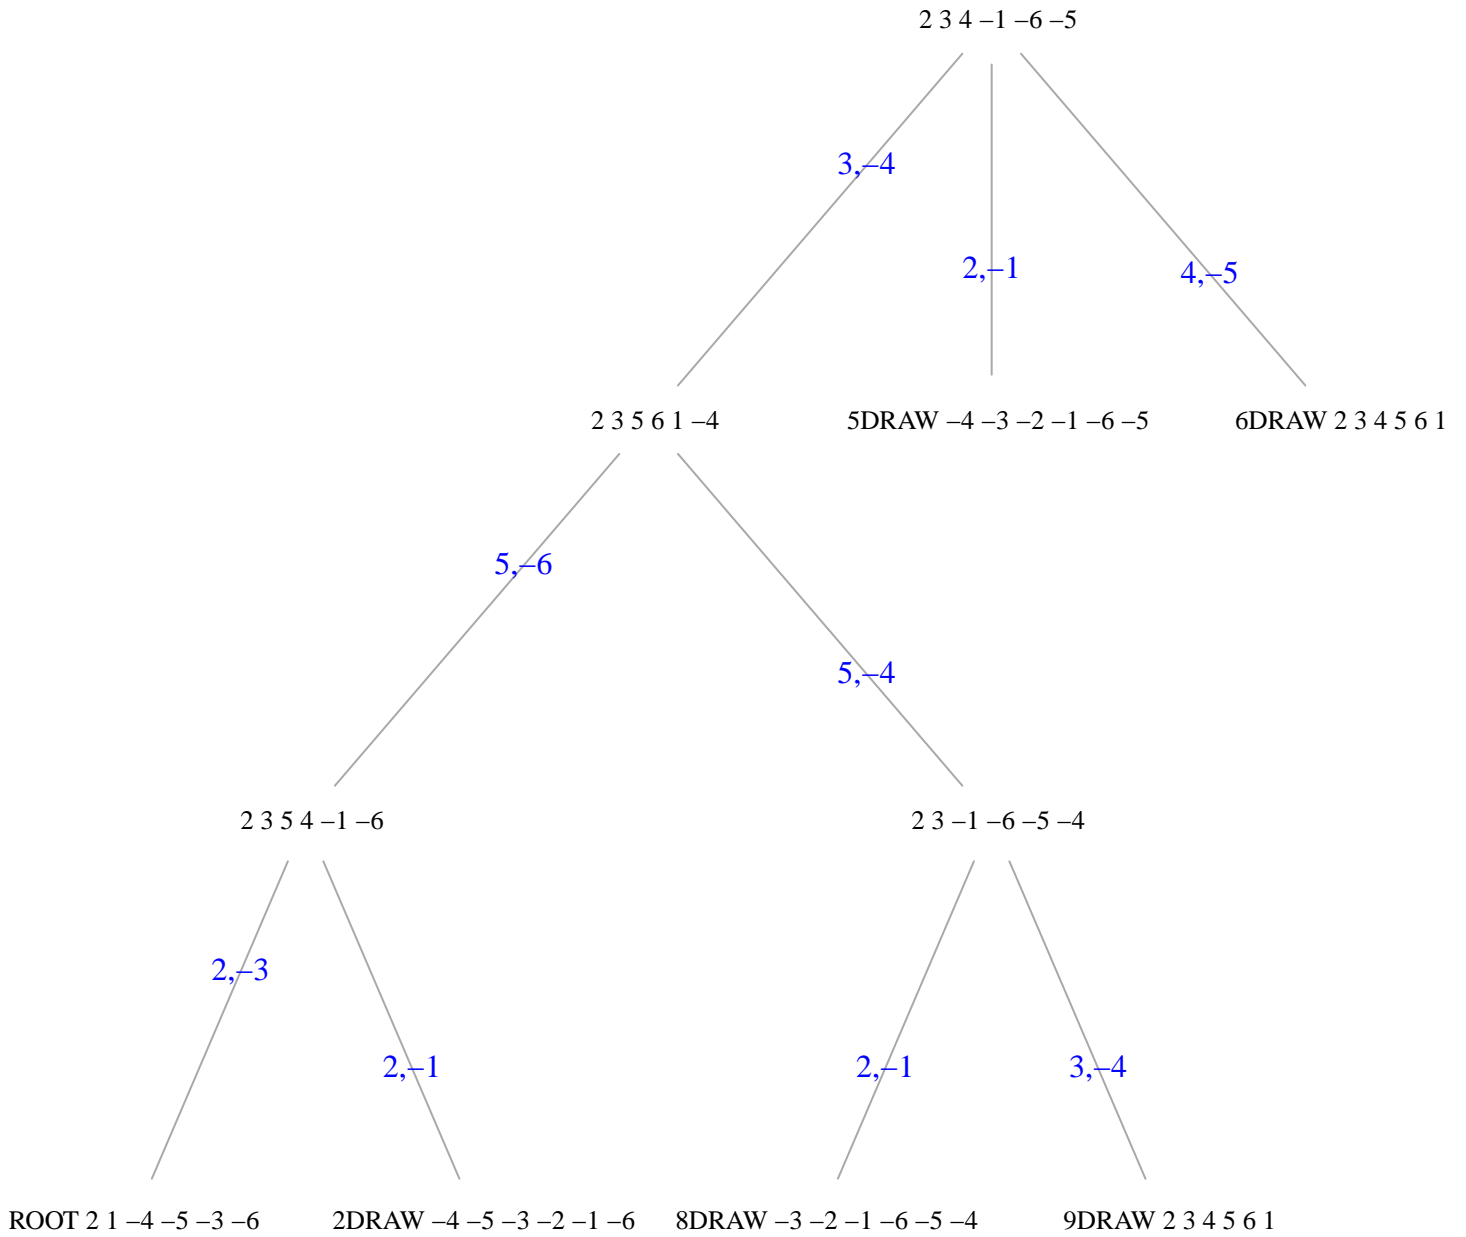 2 3 4 –1 –6 –5
3,–4
2,–1
4,–5
2 3 5 6 1 –4
5DRAW –4 –3 –2 –1 –6 –5
6DRAW 2 3 4 5 6 1
5,–6
5,–4
2 3 5 4 –1 –6
2 3 –1 –6 –5 –4
2,–3
2,–1
2,–1
3,–4
ROOT 2 1 –4 –5 –3 –6
2DRAW –4 –5 –3 –2 –1 –6
8DRAW –3 –2 –1 –6 –5 –4
9DRAW 2 3 4 5 6 1